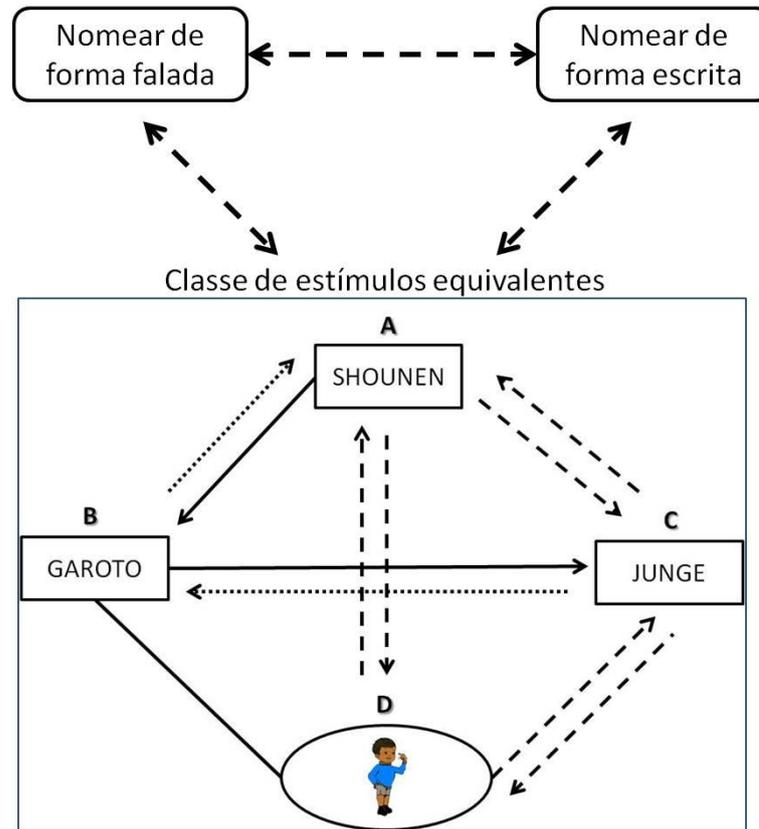 Nomear de
forma falada
Nomear de
forma escrita
Classe de estímulos equivalentes
A
SHOUNEN
B
GAROTO
C
JUNGE
D